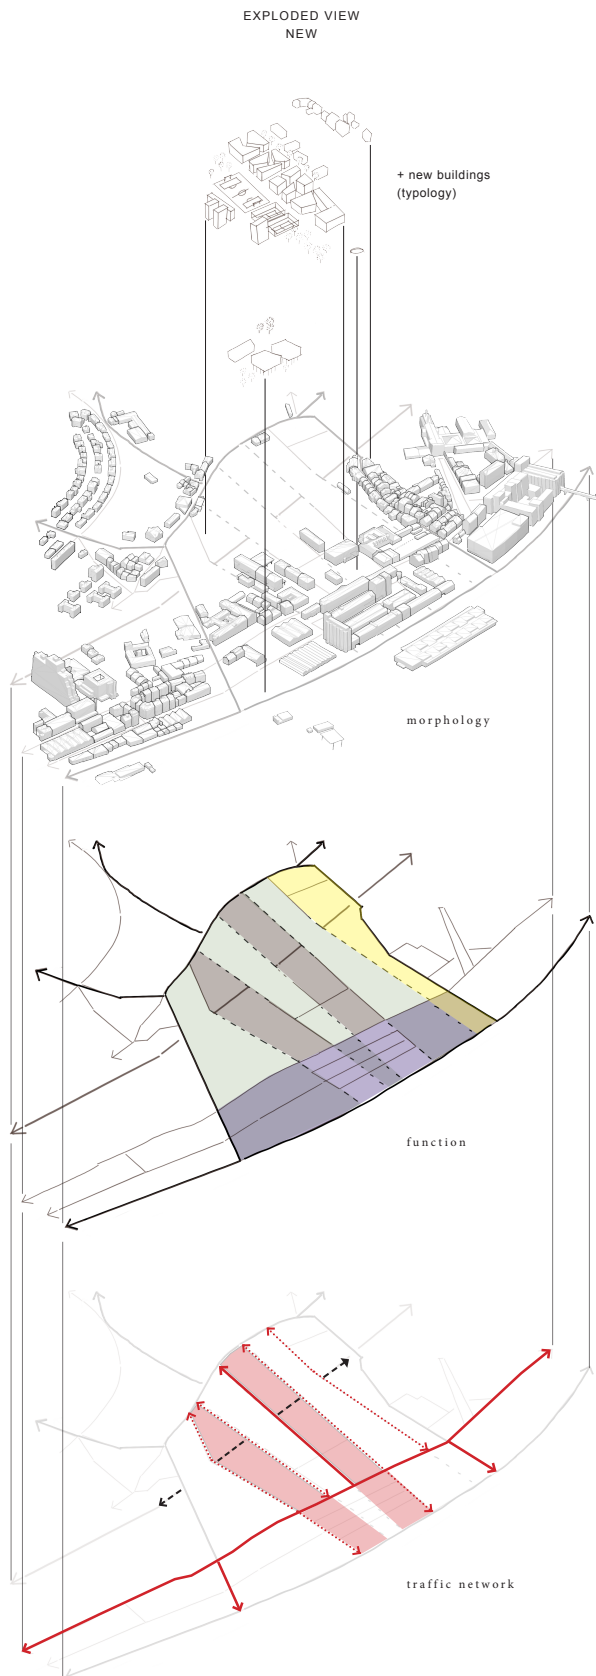 EXPLODED VIEW
NEW
+ new buildings
(typology)
morphology
function
traffic network